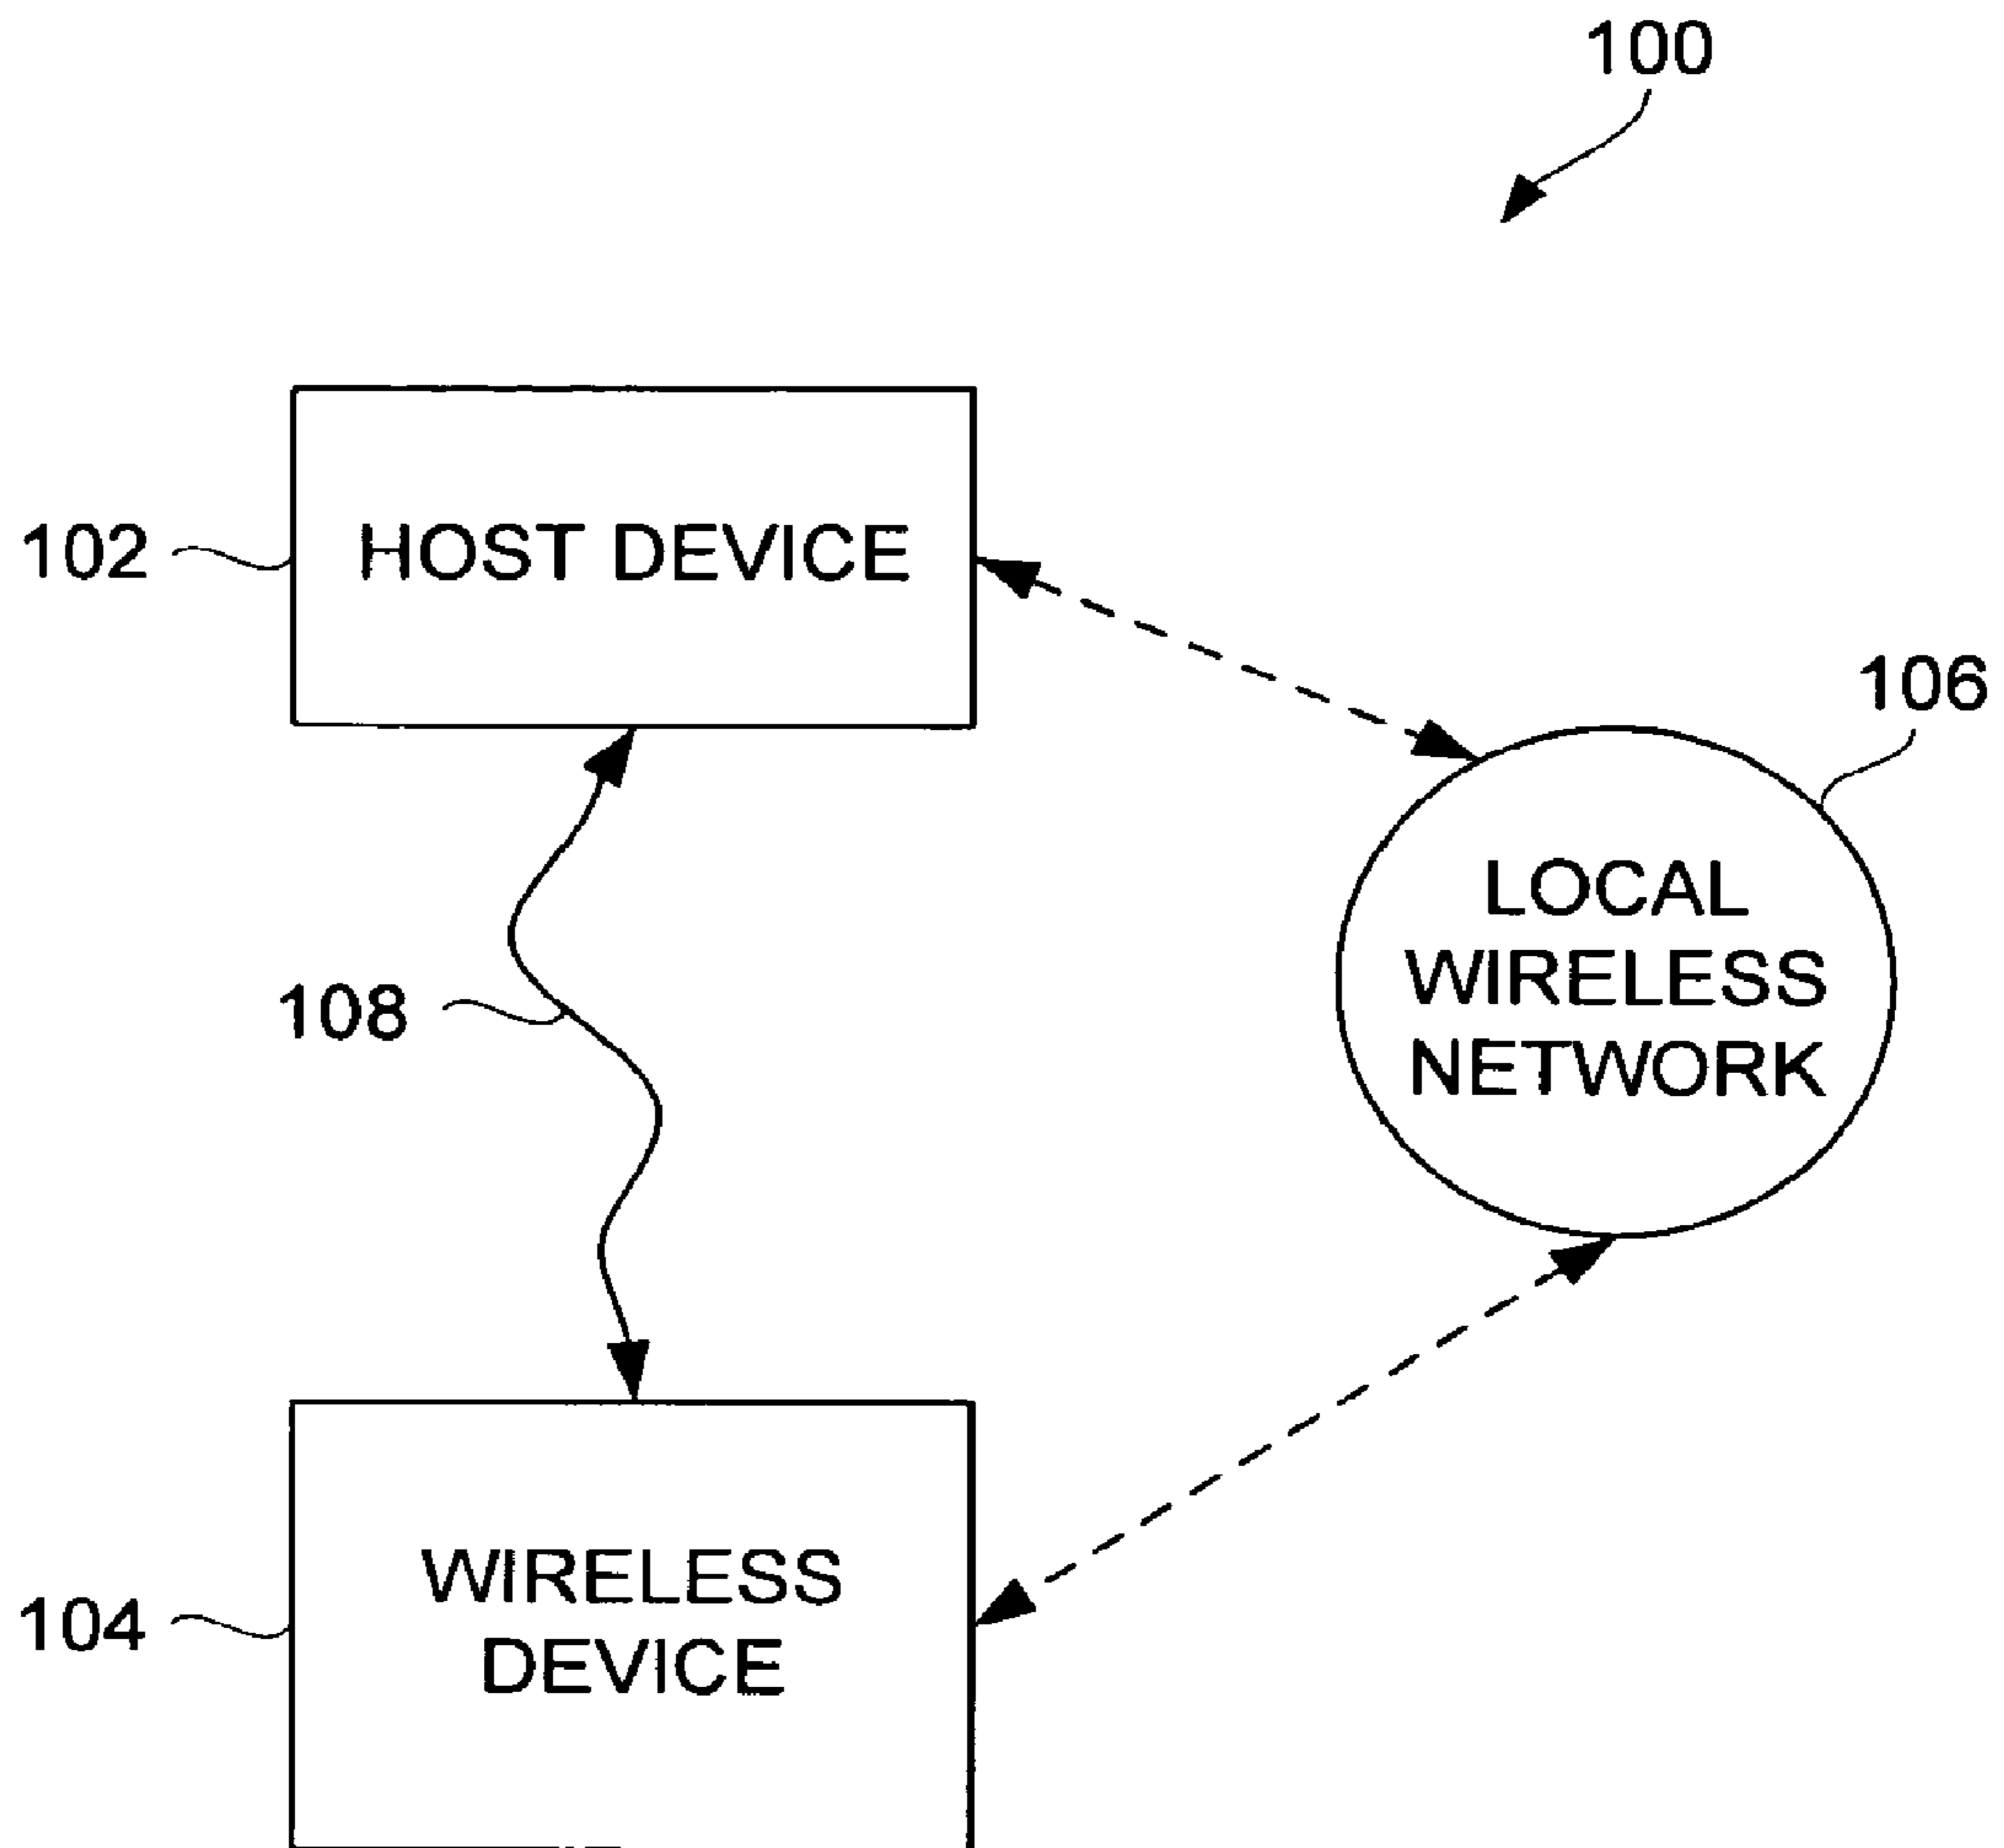 100
102
HOST DEVICE
106
LOCAL
WIRELESS
NETWORK
108
104
WIRELESS
DEVICE